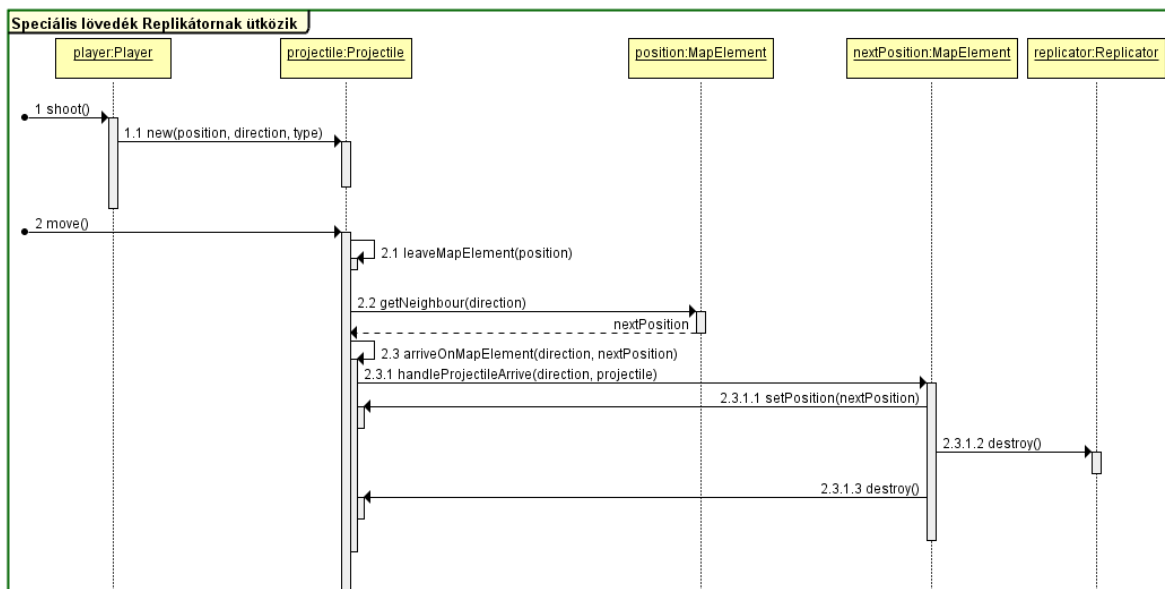 Speciális lövedék Replikátornak ütközik
player:Player
projectile:Projectile
position:MapElement
nextPosition:MapElement
replicator:Replicator
1 shoot()
1.1 new(position, direction, type)
2 move()
2.1 leaveMapElement(position)
2.2 getNeighbour(direction)
nextPosition
2.3 arriveOnMapElement(direction, nextPosition)
2.3.1 handleProjectileArrive(direction, projectile)
2.3.1.1 setPosition(nextPosition)
2.3.1.2 destroy()
2.3.1.3 destroy()